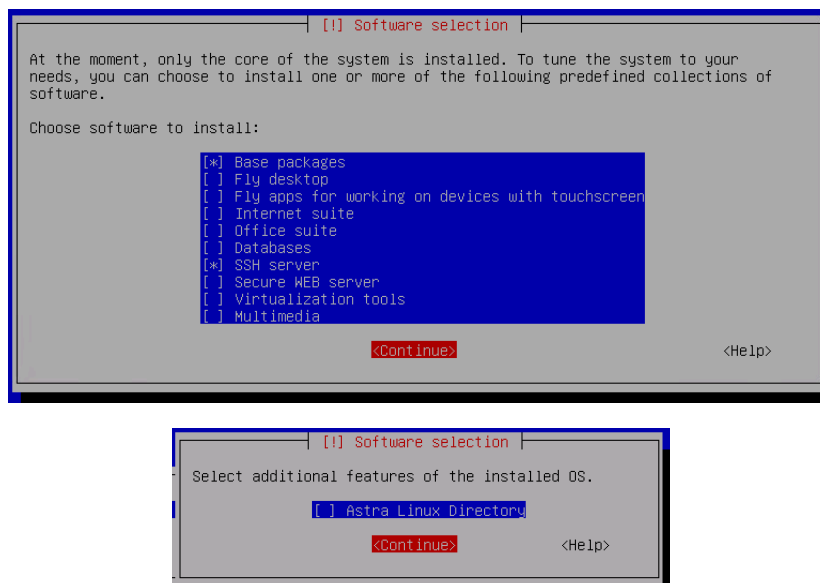 [!] Software selection
At the moment, only the core of the system is installed. To tune the system to your
needs, you can choose to install one or more of the following predefined collections of
software.
Choose software to install:
[*] Base packages
[ ] Fly desktop
[ ] Fly apps for working on devices with touchscreen
[ ] Internet suite
[ ] Office suite
[ ] Databases
[*] SSH server
[ ] Secure WEB server
[ ] Virtualization tools
[ ] Multimedia
<Continue> <Help>
[!] Software selection
Select additional features of the installed OS.
[ ] Astra Linux Directory
<Continue> <Help>